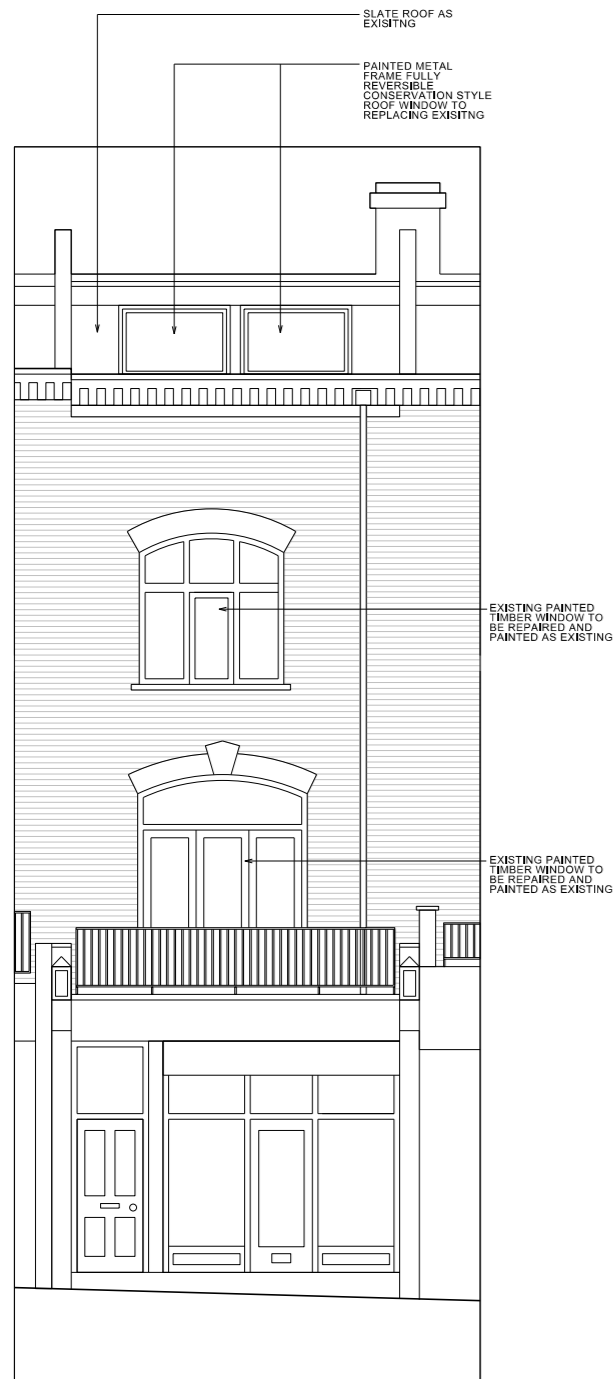 SLATE ROOF AS
EXISITNG
PAINTED METAL
FRAME FULLY
REVERSIBLE
CONSERVATION STYLE
ROOF WINDOW TO
REPLACING EXISITNG
EXISTING PAINTED
TIMBER WINDOW TO
BE REPAIRED AND
PAINTED AS EXISTING
EXISTING PAINTED
TIMBER WINDOW TO
BE REPAIRED AND
PAINTED AS EXISTING